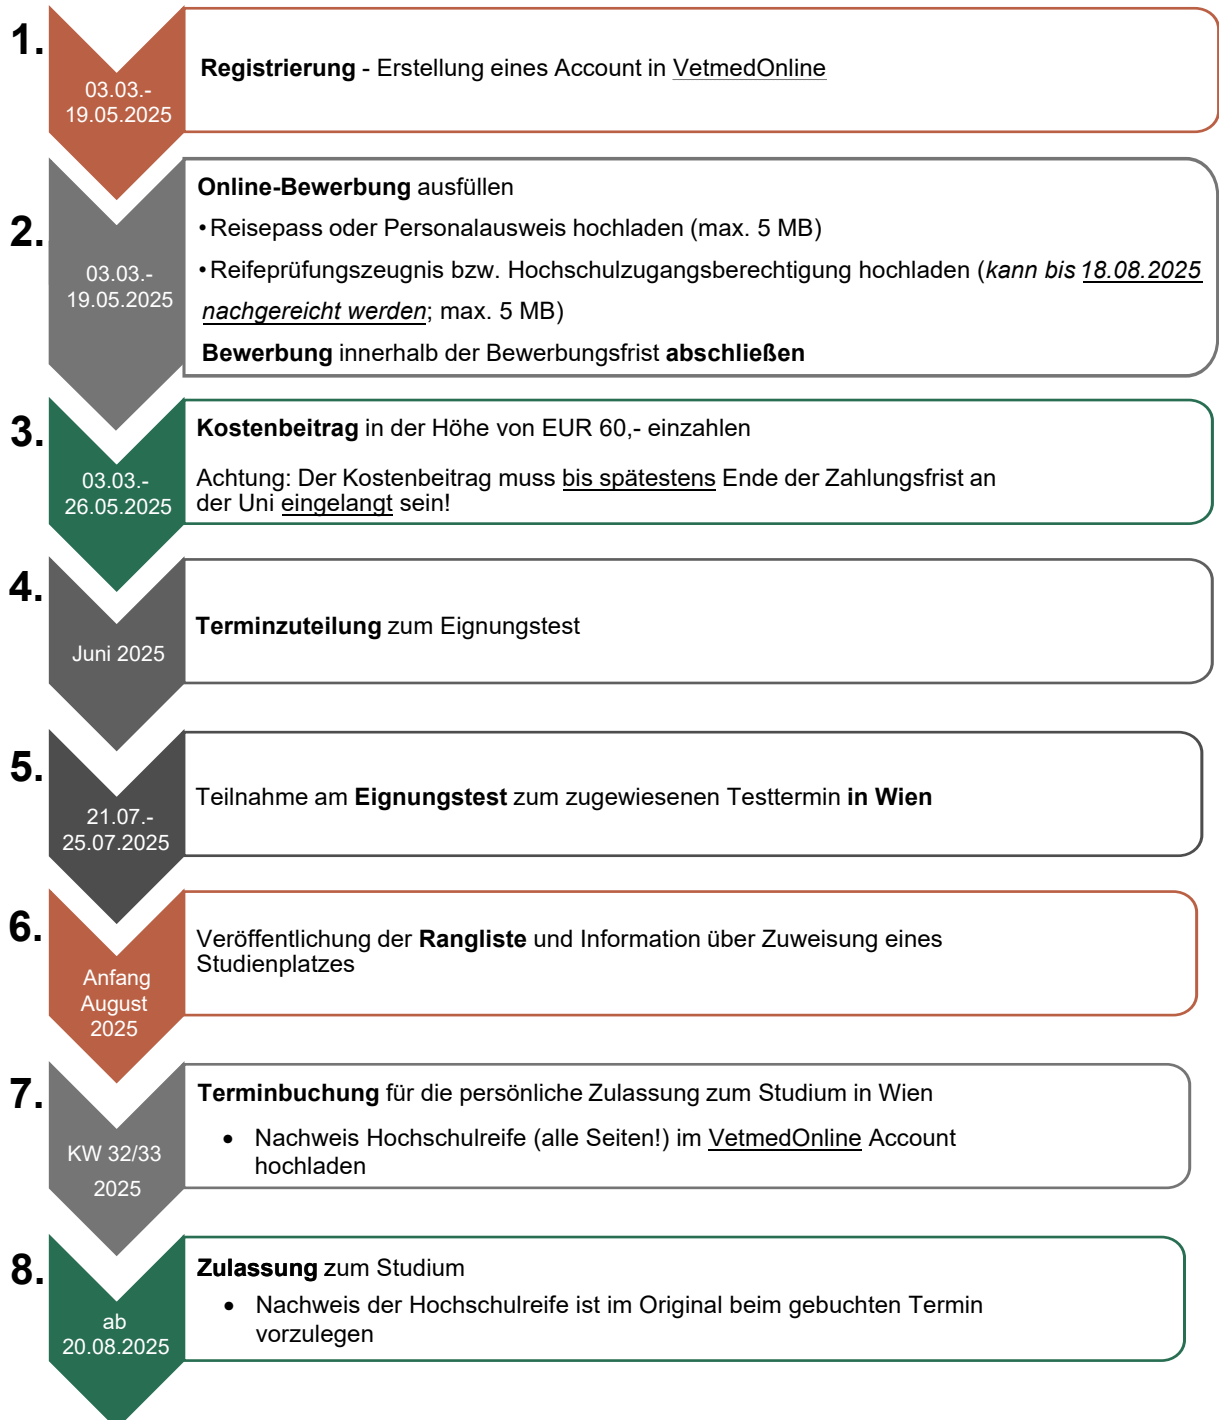 1.
03.03.-
19.05.2025
Registrierung - Erstellung eines Account in VetmedOnline
2.
03.03.-
19.05.2025
Online-Bewerbung ausfüllen
•Reisepass oder Personalausweis hochladen (max. 5 MB)
•Reifeprüfungszeugnis bzw. Hochschulzugangsberechtigung hochladen (kann bis 18.08.2025
nachgereicht werden; max. 5 MB)
Bewerbung innerhalb der Bewerbungsfrist abschließen
3.
03.03.-
26.05.2025
Kostenbeitrag in der Höhe von EUR 60,- einzahlen
Achtung: Der Kostenbeitrag muss bis spätestens Ende der Zahlungsfrist an
der Uni eingelangt sein!
4.
Juni 2025
Terminzuteilung zum Eignungstest
5.
21.07.-
25.07.2025
Teilnahme am Eignungstest zum zugewiesenen Testtermin in Wien
6.
Anfang
August
2025
Veröffentlichung der Rangliste und Information über Zuweisung eines
Studienplatzes
7.
KW 32/33
2025
Terminbuchung für die persönliche Zulassung zum Studium in Wien
• Nachweis Hochschulreife (alle Seiten!) im VetmedOnline Account
hochladen
8.
ab
20.08.2025
Zulassung zum Studium
• Nachweis der Hochschulreife ist im Original beim gebuchten Termin
vorzulegen